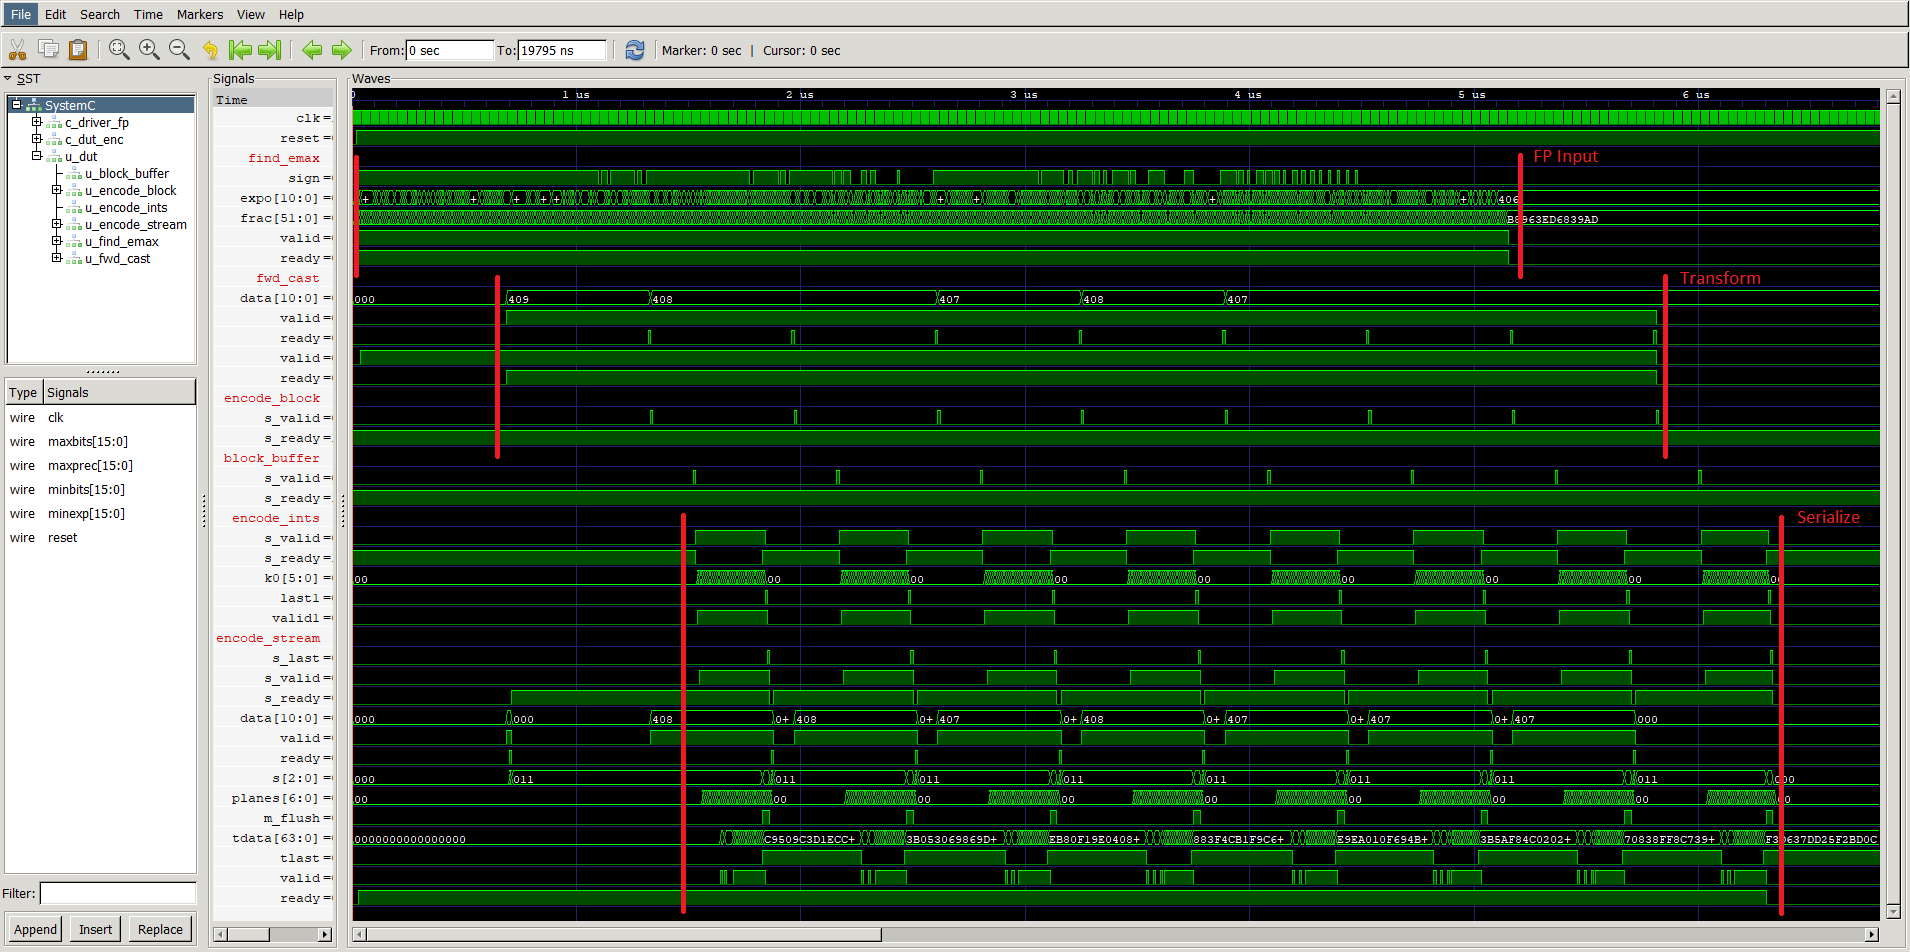 File Edit Search Time Markers View Help
From: 0 sec To: 19795 ns Marker: 0 sec | Cursor: 0 sec
SST
SystemC
c_driver_fp
c_dut_enc
u_dut
u_block_buffer
u_encode_block
u_encode_ints
u_encode_stream
u_find_emax
u_fwd_cast
Type Signals
wire clk
wire maxbits[15:0]
wire maxprec[15:0]
wire minbits[15:0]
wire minexp[15:0]
wire reset
Filter:
Append Insert Replace
Signals
Time
clk =
reset =
find_emax
sign =
expo[10:0] =
frac[51:0] =
valid =
ready =
fwd_cast
data[10:0] =
valid =
ready =
valid =
ready =
encode_block
s_valid =
s_ready =
block_buffer
s_valid =
s_ready =
encode_ints
s_valid =
s_ready =
k0[5:0] =
last1 =
valid1 =
encode_stream
s_last =
s_valid =
s_ready =
data[10:0] =
valid =
ready =
s[2:0] =
planes[6:0] =
m_flush =
tdata[63:0] =
tlast =
valid =
ready =
Waves
0 1 us 2 us 3 us 4 us 5 us 6 us
FP Input
+ + + + + + + + + 406
B8963ED6839AD
Transform
000 409 408 407 408 407
Serialize
00 00 00 00 00 00 00 00 00
000 000 408 0+ 408 0+ 407 0+ 408 0+ 407 0+ 407 0+ 407 000
000 011 011 011 011 011 011 011 000
00 00 00 00 00 00 00 00 00
0000000000000000 C9509C3D1ECC+ 3B053069869D+ EB80F19E0408+ 883F4CB1F9C6+ E9EA010F694B+ 3B5AF84C0202+ 70838FF8C739+